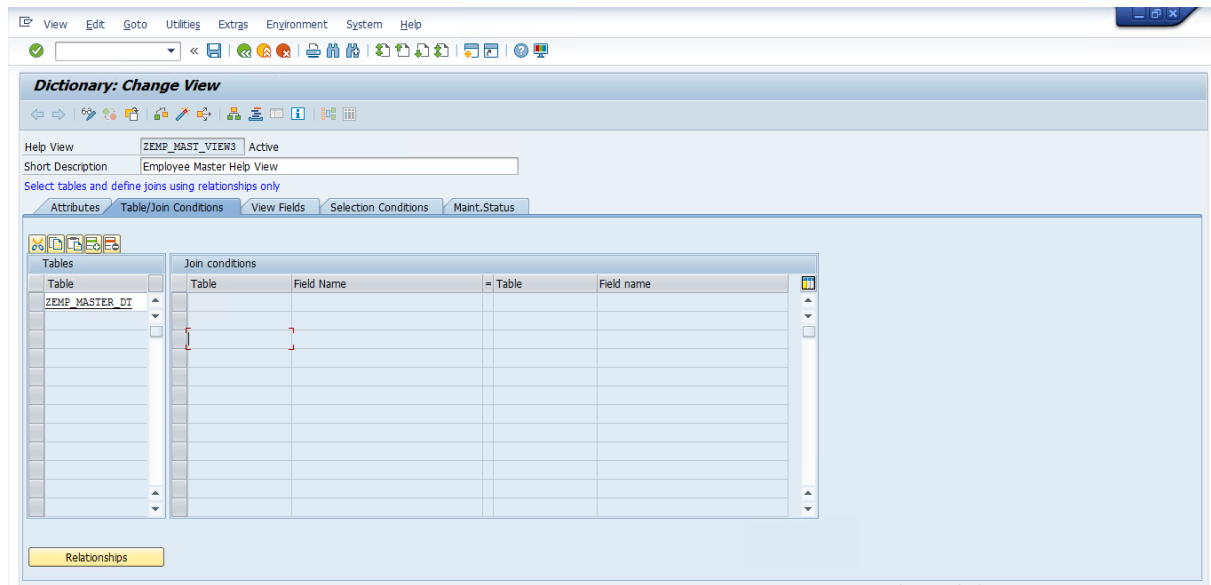 View Edit Goto Utilities Extras Environment System Help
Dictionary: Change View
Help View ZEMP_MAST_VIEW3 Active
Short Description Employee Master Help View
Select tables and define joins using relationships only
Attributes Table/Join Conditions View Fields Selection Conditions Maint.Status
Tables Join conditions
Table Table Field Name = Table Field name
ZEMP_MASTER_DT
Relationships